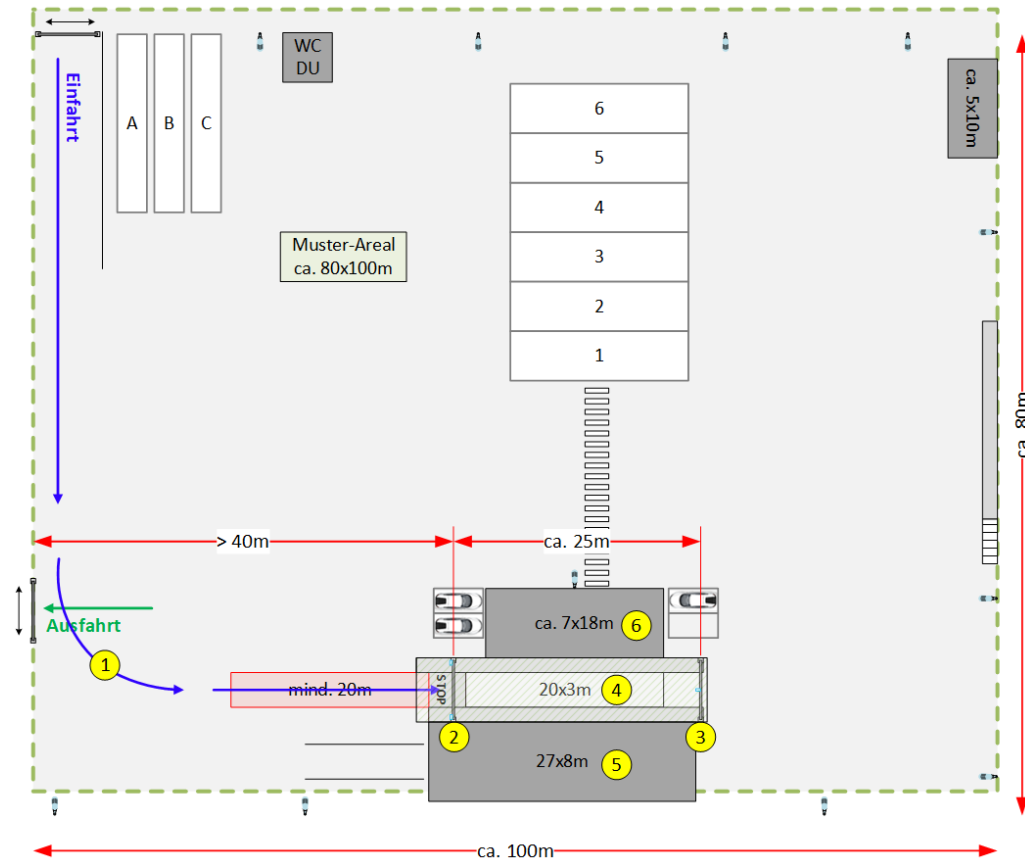 WC
DU
Einfahrt
A
B
C
6
5
4
3
2
1
ca. 5x10m
Muster-Areal
ca. 80x100m
ca. 80m
> 40m
ca. 25m
Ausfahrt
ca. 7x18m
6
1
mind. 20m
STOP
20x3m
4
2
3
27x8m
5
ca. 100m